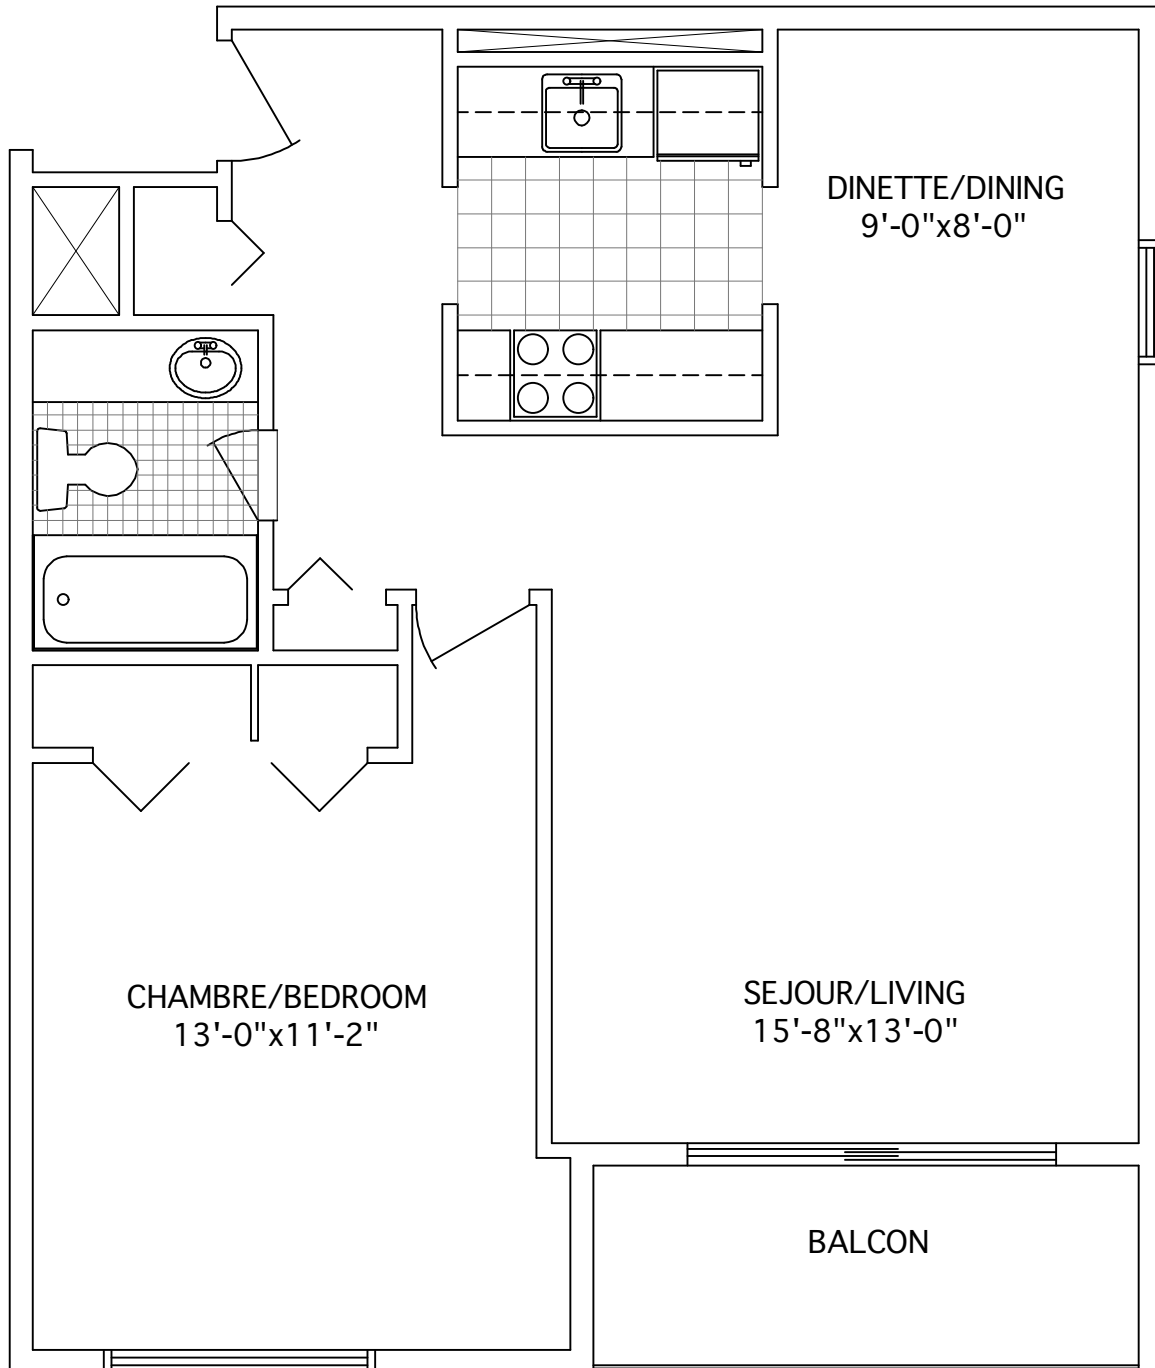 DINETTE/DINING
9'-0"x8'-0"
CHAMBRE/BEDROOM
13'-0"x11'-2"
SEJOUR/LIVING
15'-8"x13'-0"
BALCON